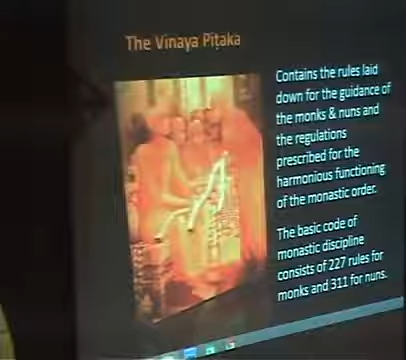 The Vinaya Piṭaka
Contains the rules laid
down for the guidance of
the monks & nuns and
the regulations
prescribed for the
harmonious functioning
of the monastic order.
The basic code of
monastic discipline
consists of 227 rules for
monks and 311 for nuns.